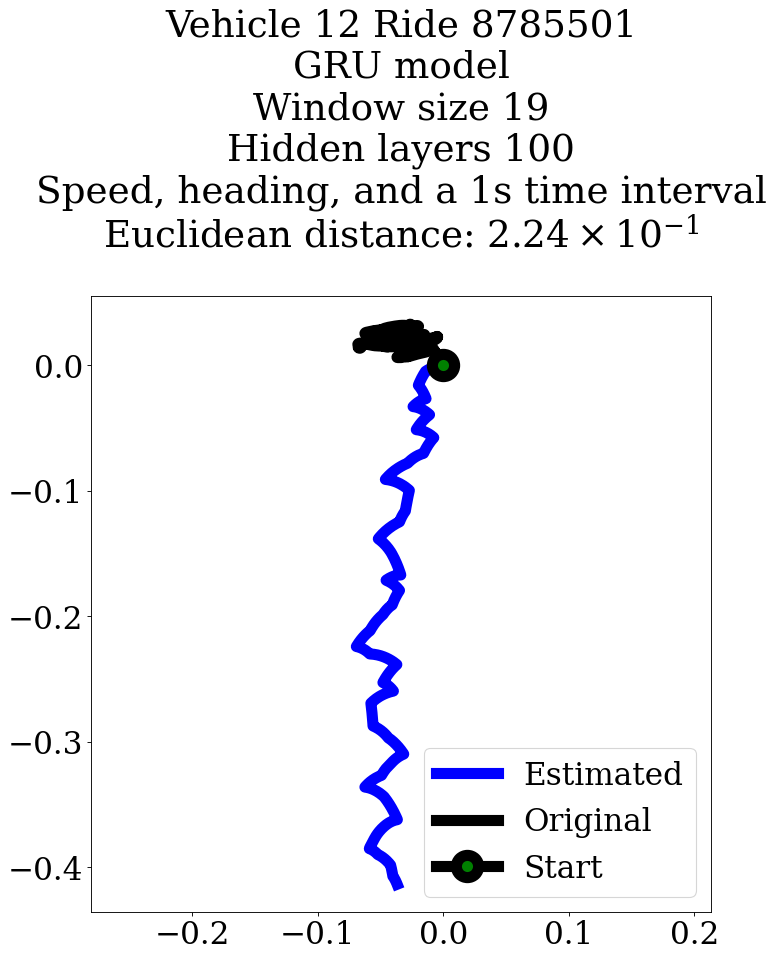 Vehicle 12 Ride 8785501
GRU model
Window size 19
Hidden layers 100
Speed, heading, and a 1s time interval
Euclidean distance: 2.24 × 10⁻¹
0.0
−0.1
−0.2
−0.3
−0.4
Estimated
Original
Start
−0.2
−0.1
0.0
0.1
0.2